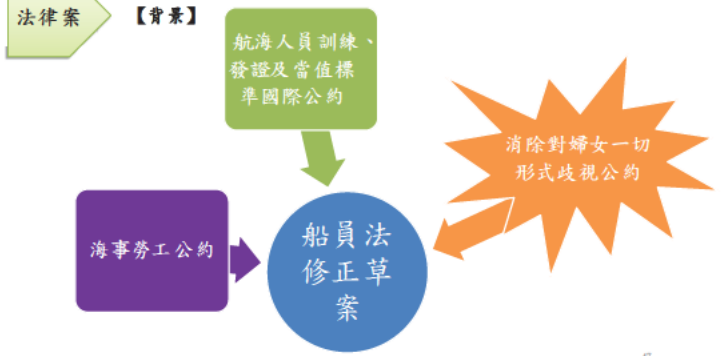 法律案
【背景】
航海人員訓練、
發證及當值標
準國際公約
消除對婦女一切
形式歧視公約
海事勞工公約
船員法
修正草
案